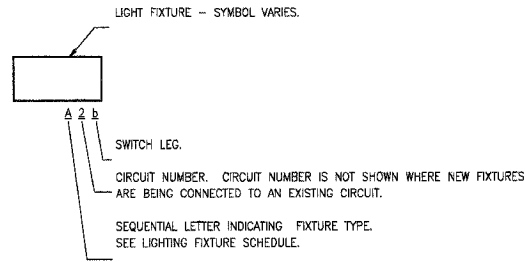 LIGHT FIXTURE – SYMBOL VARIES.
A 2 b
SWITCH LEG.
CIRCUIT NUMBER. CIRCUIT NUMBER IS NOT SHOWN WHERE NEW FIXTURES
ARE BEING CONNECTED TO AN EXISTING CIRCUIT.
SEQUENTIAL LETTER INDICATING FIXTURE TYPE.
SEE LIGHTING FIXTURE SCHEDULE.